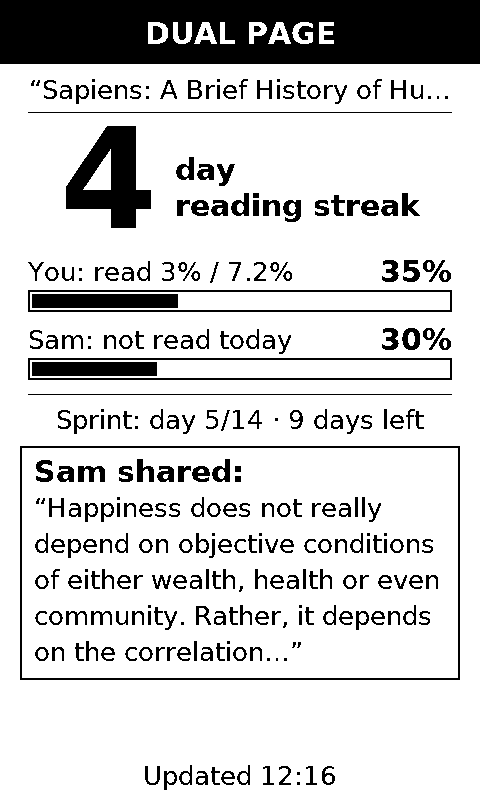 DUAL PAGE
“Sapiens: A Brief History of Hu...
4
day
reading streak
You: read 3% / 7.2% 35%
Sam: not read today 30%
Sprint: day 5/14 · 9 days left
Sam shared:
“Happiness does not really
depend on objective conditions
of either wealth, health or even
community. Rather, it depends
on the correlation...”
Updated 12:16